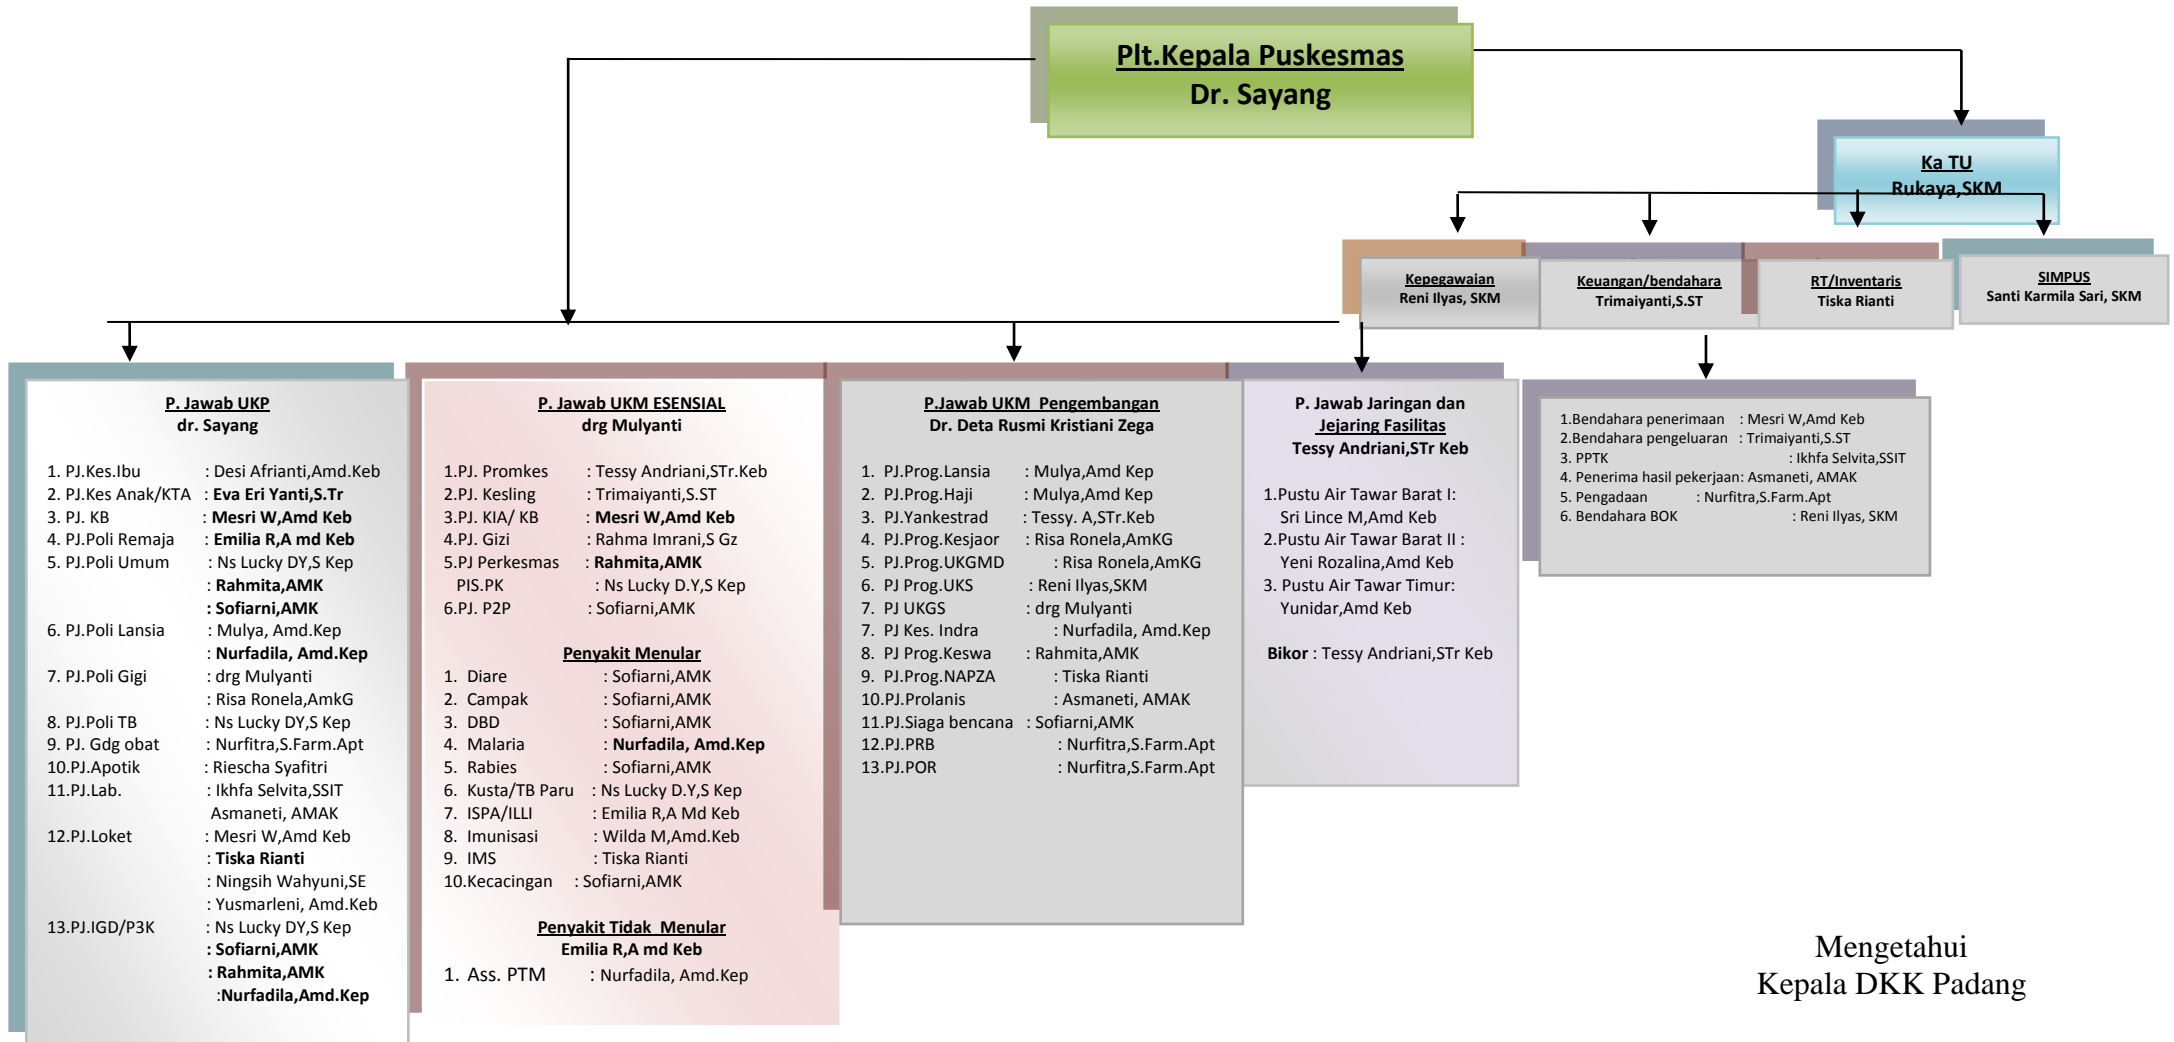 Plt.Kepala Puskesmas
Dr. Sayang
Ka TU
Rukaya,SKM
Kepegawaian
Reni Ilyas, SKM
Keuangan/bendahara
Trimaiyanti,S.ST
RT/Inventaris
Tiska Rianti
SIMPUS
Santi Karmila Sari, SKM
P. Jawab UKP
dr. Sayang
1. PJ.Kes.Ibu : Desi Afrianti,Amd.Keb
2. PJ.Kes Anak/KTA : Eva Eri Yanti,S.Tr
3. PJ. KB : Mesri W,Amd Keb
4. PJ.Poli Remaja : Emilia R,A md Keb
5. PJ.Poli Umum : Ns Lucky DY,S Kep
: Rahmita,AMK
: Sofiarni,AMK
6. PJ.Poli Lansia : Mulya, Amd.Kep
: Nurfadila, Amd.Kep
7. PJ.Poli Gigi : drg Mulyanti
: Risa Ronela,AmkG
8. PJ.Poli TB : Ns Lucky DY,S Kep
9. PJ. Gdg obat : Nurfitra,S.Farm.Apt
10.PJ.Apotik : Riescha Syafitri
11.PJ.Lab. : Ikhfa Selvita,SSIT
Asmaneti, AMAK
12.PJ.Loket : Mesri W,Amd Keb
: Tiska Rianti
: Ningsih Wahyuni,SE
: Yusmarleni, Amd.Keb
13.PJ.IGD/P3K : Ns Lucky DY,S Kep
: Sofiarni,AMK
: Rahmita,AMK
:Nurfadila,Amd.Kep
P. Jawab UKM ESENSIAL
drg Mulyanti
1.PJ. Promkes : Tessy Andriani,STr.Keb
2.PJ. Kesling : Trimaiyanti,S.ST
3.PJ. KIA/ KB : Mesri W,Amd Keb
4.PJ. Gizi : Rahma Imrani,S Gz
5.PJ Perkesmas : Rahmita,AMK
PIS.PK : Ns Lucky D.Y,S Kep
6.PJ. P2P : Sofiarni,AMK
Penyakit Menular
1. Diare : Sofiarni,AMK
2. Campak : Sofiarni,AMK
3. DBD : Sofiarni,AMK
4. Malaria : Nurfadila, Amd.Kep
5. Rabies : Sofiarni,AMK
6. Kusta/TB Paru : Ns Lucky D.Y,S Kep
7. ISPA/ILLI : Emilia R,A Md Keb
8. Imunisasi : Wilda M,Amd.Keb
9. IMS : Tiska Rianti
10.Kecacingan : Sofiarni,AMK
Penyakit Tidak Menular
Emilia R,A md Keb
1. Ass. PTM : Nurfadila, Amd.Kep
P.Jawab UKM Pengembangan
Dr. Deta Rusmi Kristiani Zega
1. PJ.Prog.Lansia : Mulya,Amd Kep
2. PJ.Prog.Haji : Mulya,Amd Kep
3. PJ.Yankestrad : Tessy. A,STr.Keb
4. PJ.Prog.Kesjaor : Risa Ronela,AmKG
5. PJ.Prog.UKGMD : Risa Ronela,AmKG
6. PJ Prog.UKS : Reni Ilyas,SKM
7. PJ UKGS : drg Mulyanti
7. PJ Kes. Indra : Nurfadila, Amd.Kep
8. PJ Prog.Keswa : Rahmita,AMK
9. PJ.Prog.NAPZA : Tiska Rianti
10.PJ.Prolanis : Asmaneti, AMAK
11.PJ.Siaga bencana : Sofiarni,AMK
12.PJ.PRB : Nurfitra,S.Farm.Apt
13.PJ.POR : Nurfitra,S.Farm.Apt
P. Jawab Jaringan dan
Jejaring Fasilitas
Tessy Andriani,STr Keb
1.Pustu Air Tawar Barat I:
Sri Lince M,Amd Keb
2.Pustu Air Tawar Barat II :
Yeni Rozalina,Amd Keb
3. Pustu Air Tawar Timur:
Yunidar,Amd Keb
Bikor : Tessy Andriani,STr Keb
1.Bendahara penerimaan : Mesri W,Amd Keb
2.Bendahara pengeluaran : Trimaiyanti,S.ST
3. PPTK : Ikhfa Selvita,SSIT
4. Penerima hasil pekerjaan: Asmaneti, AMAK
5. Pengadaan : Nurfitra,S.Farm.Apt
6. Bendahara BOK : Reni Ilyas, SKM
Mengetahui
Kepala DKK Padang